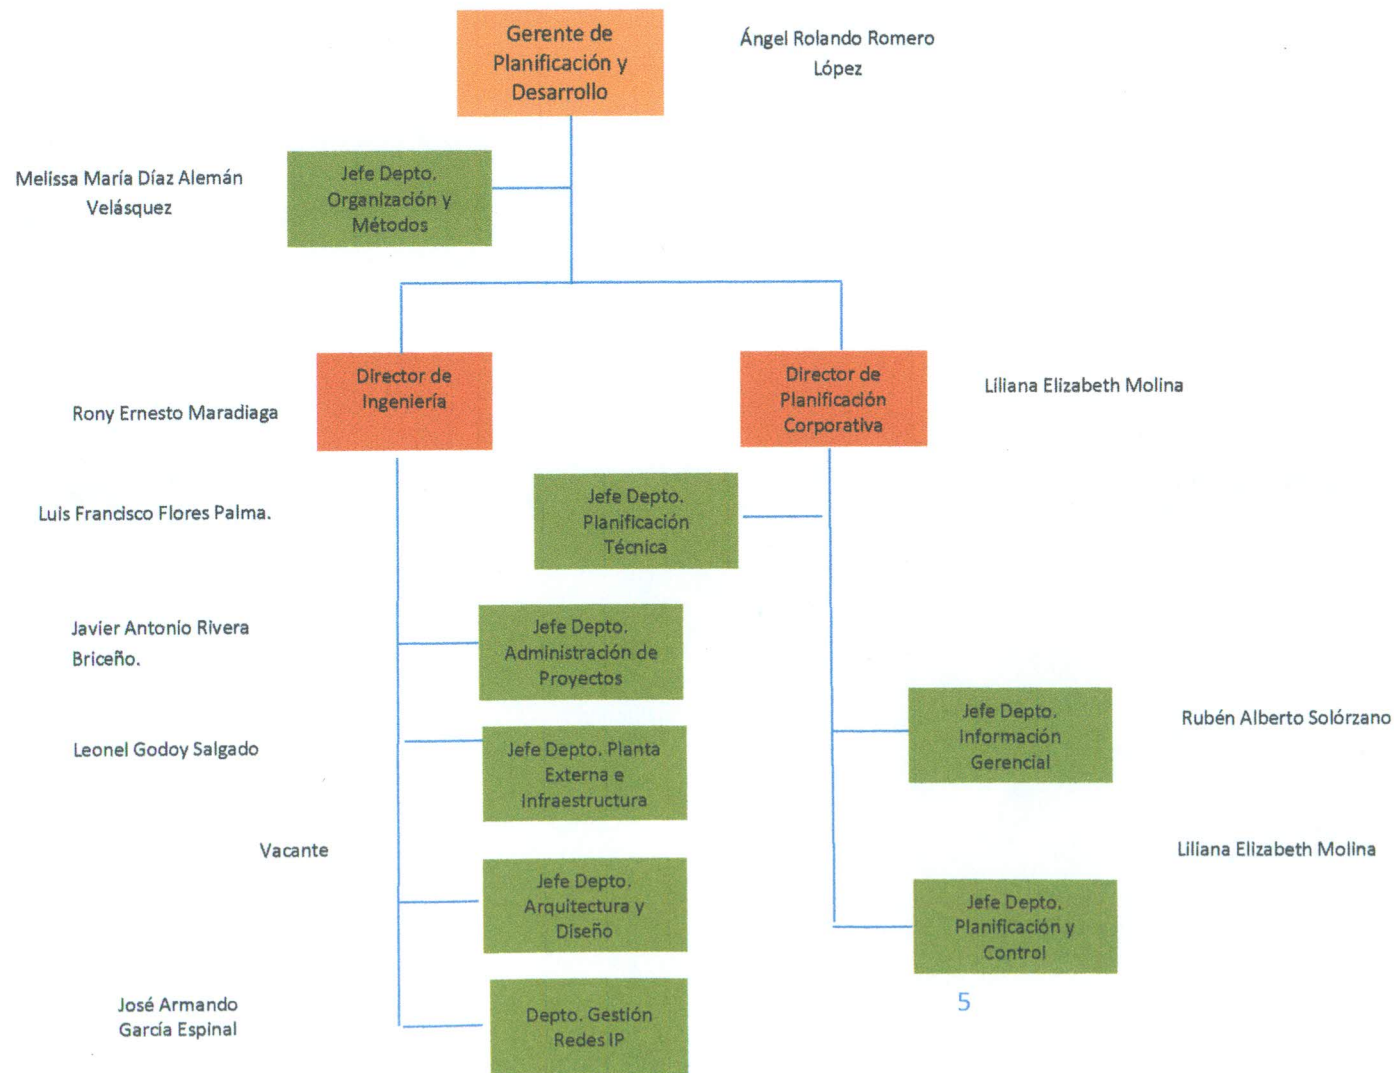 Gerente de
Planificación y
Desarrollo
Ángel Rolando Romero
López
Melissa María Díaz Alemán
Velásquez
Jefe Depto.
Organización y
Métodos
Rony Ernesto Maradiaga
Director de
Ingeniería
Director de
Planificación
Corporativa
Liliana Elizabeth Molina
Luis Francisco Flores Palma.
Jefe Depto.
Planificación
Técnica
Javier Antonio Rivera
Briceño.
Jefe Depto.
Administración de
Proyectos
Leonel Godoy Salgado
Jefe Depto. Planta
Externa e
Infraestructura
Jefe Depto.
Información
Gerencial
Rubén Alberto Solórzano
Vacante
Jefe Depto.
Arquitectura y
Diseño
Liliana Elizabeth Molina
Jefe Depto.
Planificación y
Control
José Armando
García Espinal
Depto. Gestión
Redes IP
5